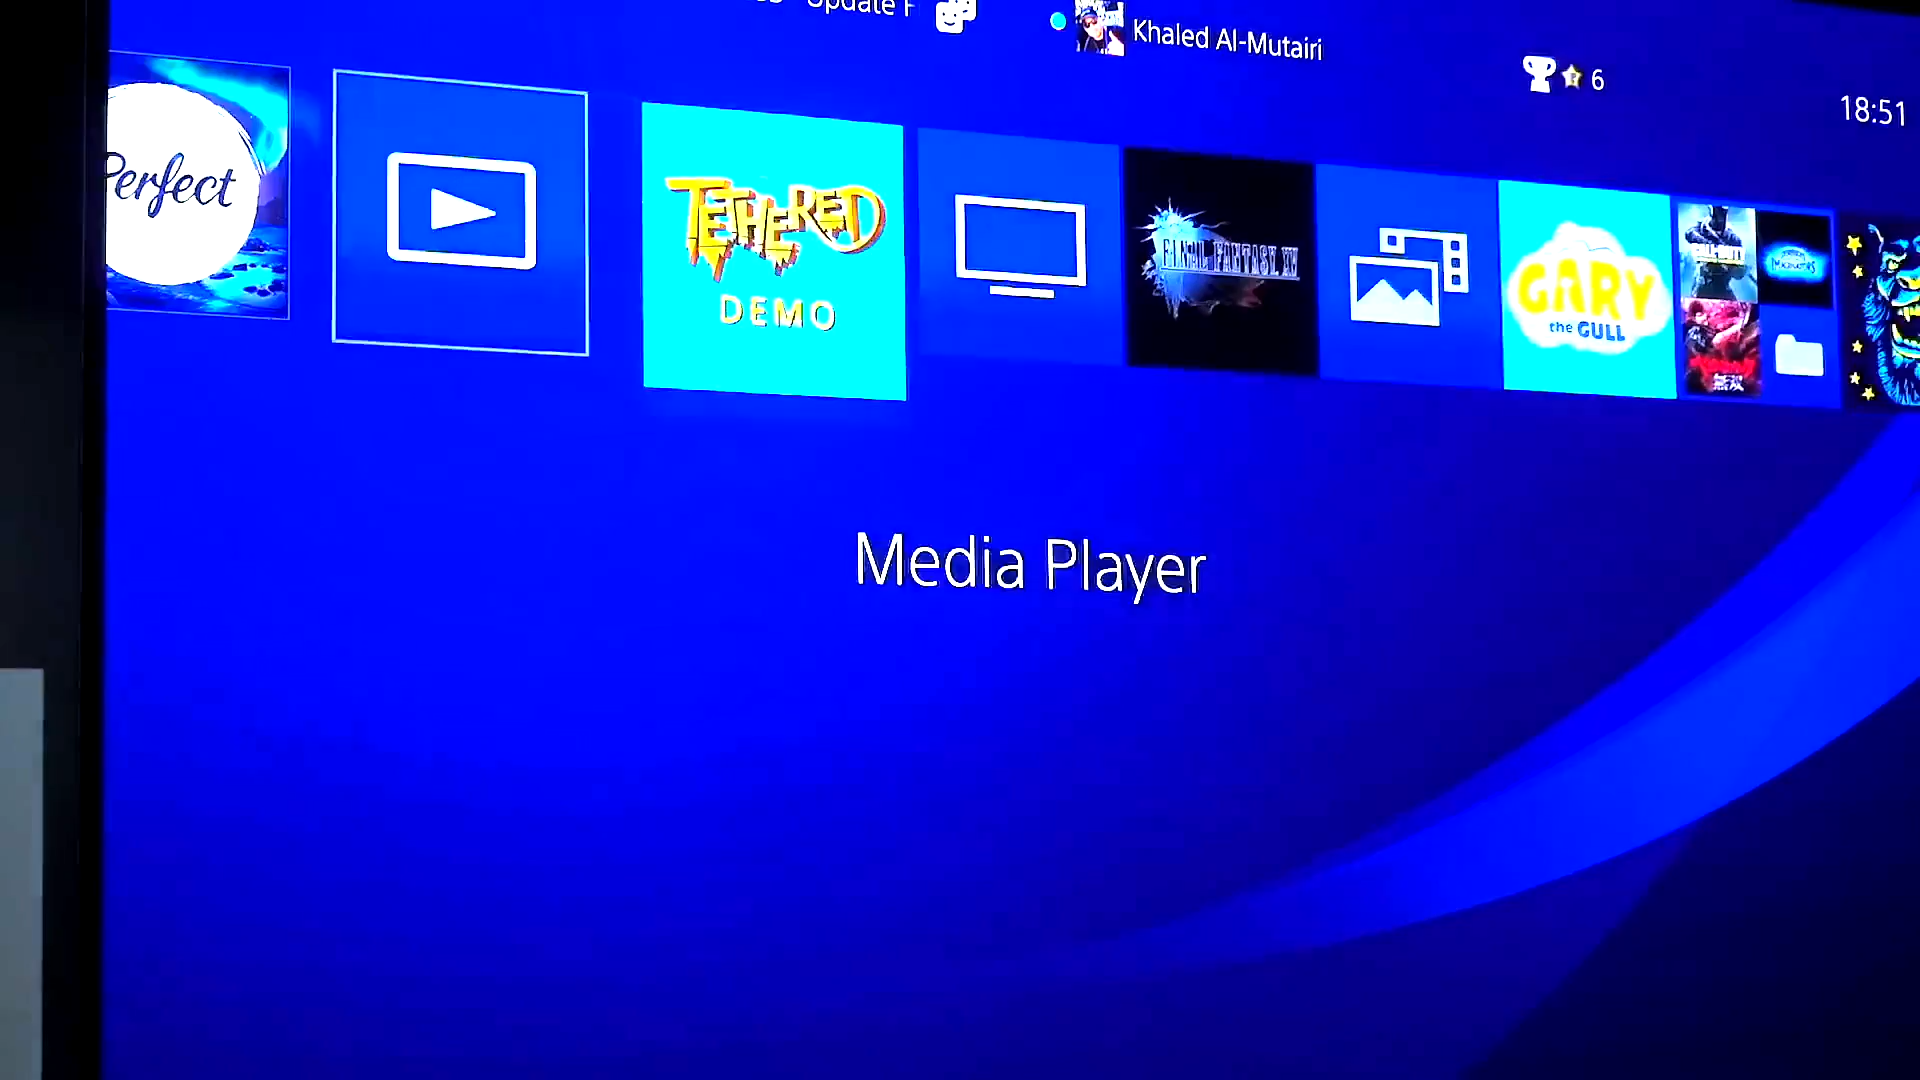 Update F
Khaled Al-Mutairi
6
18:51
Perfect
TETHERED
DEMO
FINAL FANTASY XV
GARY
the GULL
Media Player